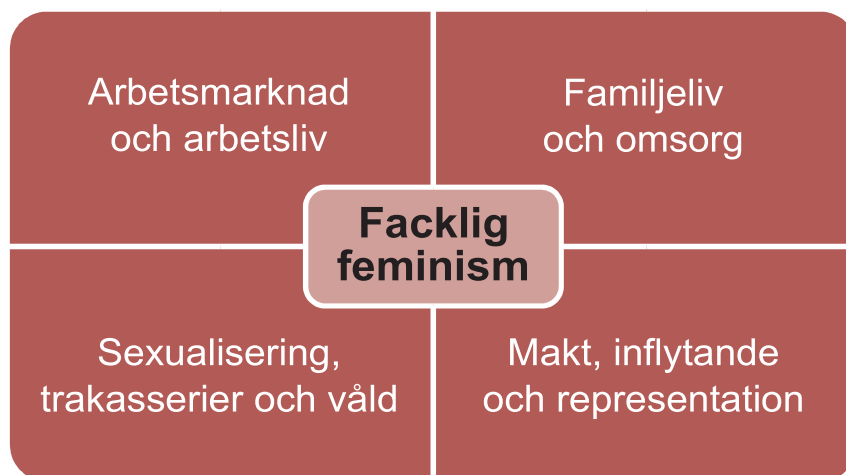 Arbetsmarknad
och arbetsliv
Familjeliv
och omsorg
Facklig
feminism
Sexualisering,
trakasserier och våld
Makt, inflytande
och representation